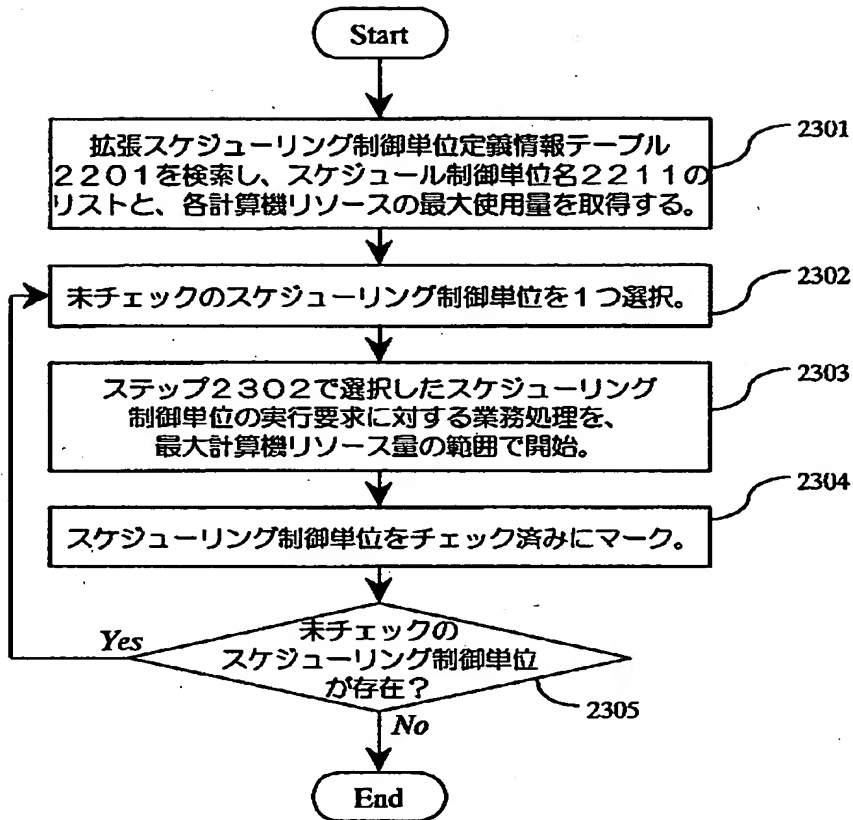 Start
拡張スケジューリング制御単位定義情報テーブル
2201を検索し、スケジュール制御単位名2211の
リストと、各計算機リソースの最大使用量を取得する。
2301
未チェックのスケジューリング制御単位を1つ選択。
2302
ステップ2302で選択したスケジューリング
制御単位の実行要求に対する業務処理を、
最大計算機リソース量の範囲で開始。
2303
スケジューリング制御単位をチェック済みにマーク。
2304
Yes
未チェックの
スケジューリング制御単位
が存在?
2305
No
End